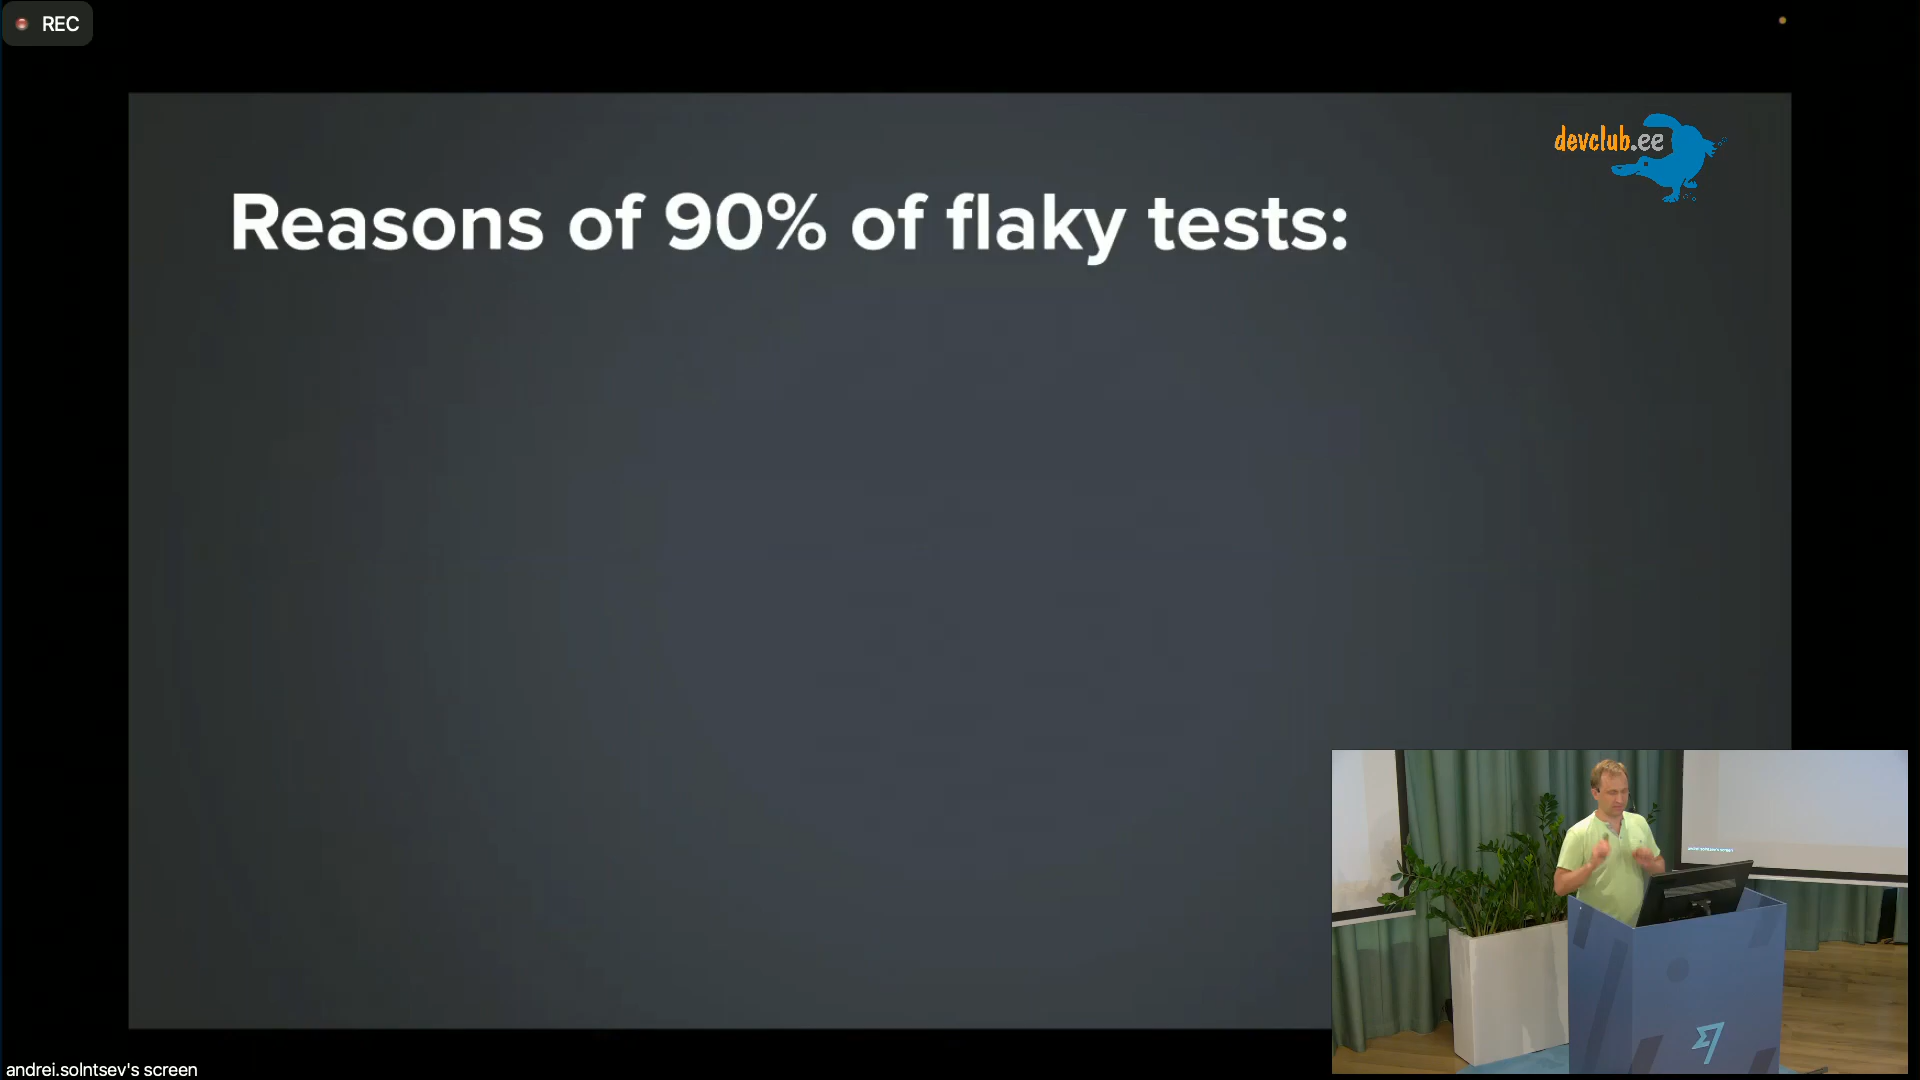 REC
devclub.ee
Reasons of 90% of flaky tests:
andrei.solntsev's screen